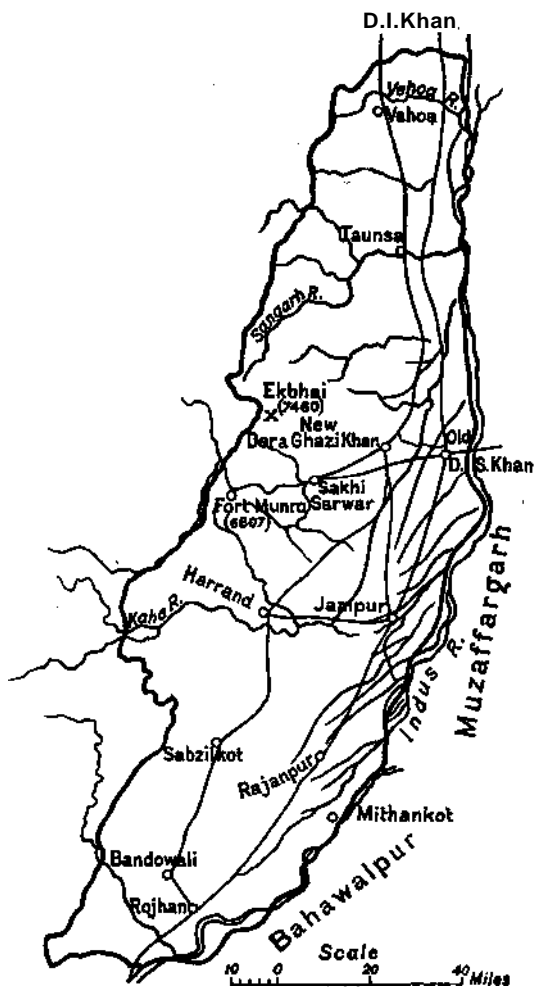 D.I.Khan
Vehoa R.
Vahoa
Taunsa
Sangarh R.
Ekbhai
(7460)
New
Dera Ghazi Khan
Old
D. S. Khan
Sakhi
Sarwar
Fort Munro
(6807)
Harrand
Jampur
Kaha R.
Muzaffargarh
Indus R.
Sabzilkot
Rajanpur
Mithankot
Bandowali
Rojhan
Bahawalpur
Scale
10 0 20 40 Miles